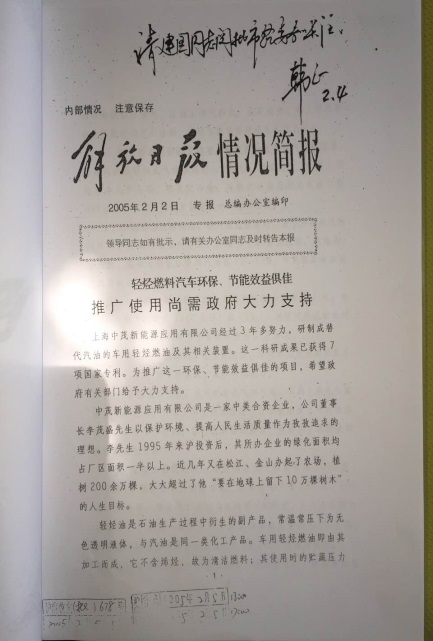 请建国同志阅批市经委予以关注。
韩正
2.4
内部情况 注意保存
解放日报 情况简报
2005年2月2日 专报 总编办公室编印
领导同志如有批示，请有关办公室同志及时转告本报
轻烃燃料汽车环保、节能效益俱佳
推广使用尚需政府大力支持
上海中茂新能源应用有限公司经过3年多努力，研制成替
代汽油的车用轻烃燃油及其相关装置。这一科研成果已获得7
项国家专利。为推广这一环保、节能效益俱佳的项目，希望政
府有关部门给予大力支持。
中茂新能源应用有限公司是一家中美合资企业，公司董事
长李茂盛先生以保护环境、提高人民生活质量作为孜孜追求的
理想。李先生1995年来沪投资后，其所办企业的绿化面积均
占厂区面积一半以上。近几年又在松江、金山办起了农场，植
树200余万棵，大大超过了他“要在地球上留下10万棵树木”
的人生目标。
轻烃油是石油生产过程中衍生的副产品，常温常压下为无
色透明液体，与汽油是同一类化工产品。车用轻烃燃油即由其
加工而成，它不含烯烃，故为清洁燃料；其使用时的贮藏压力
1